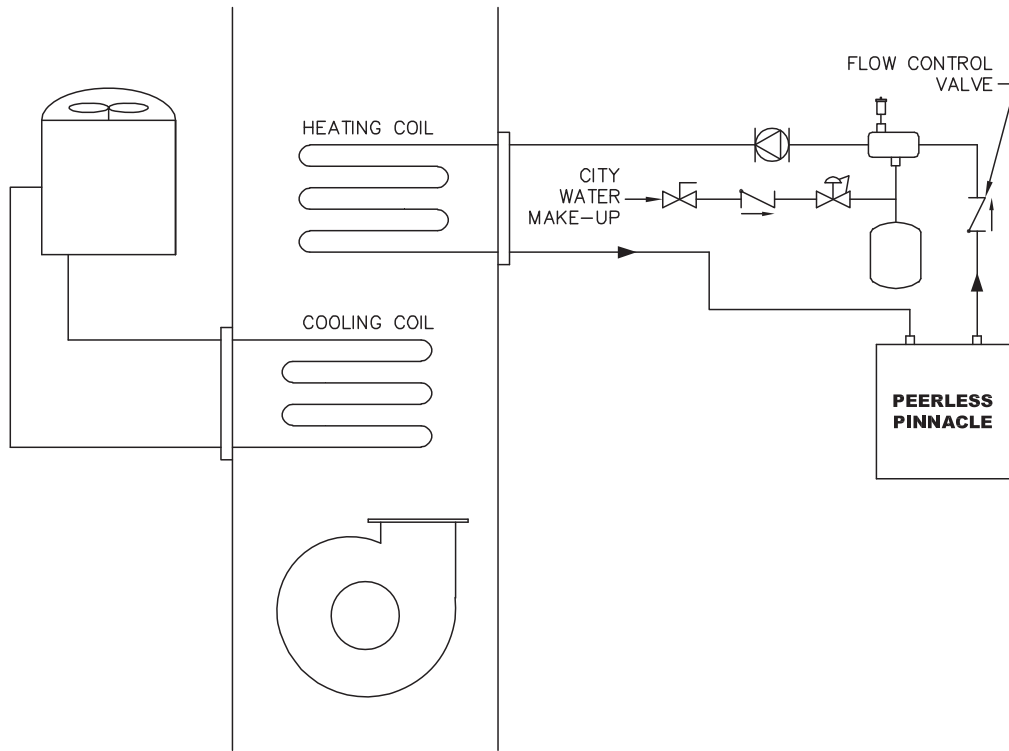 FLOW CONTROL
VALVE
HEATING COIL
CITY
WATER
MAKE-UP
COOLING COIL
PEERLESS
PINNACLE